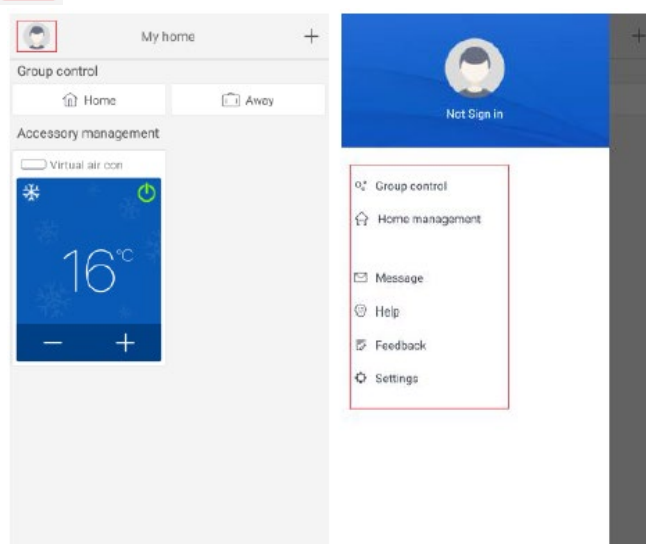 My home
+
Group control
Home
Away
Accessory management
Virtual air con
16°C
− +
Not Sign in
Group control
Home management
Message
Help
Feedback
Settings
+